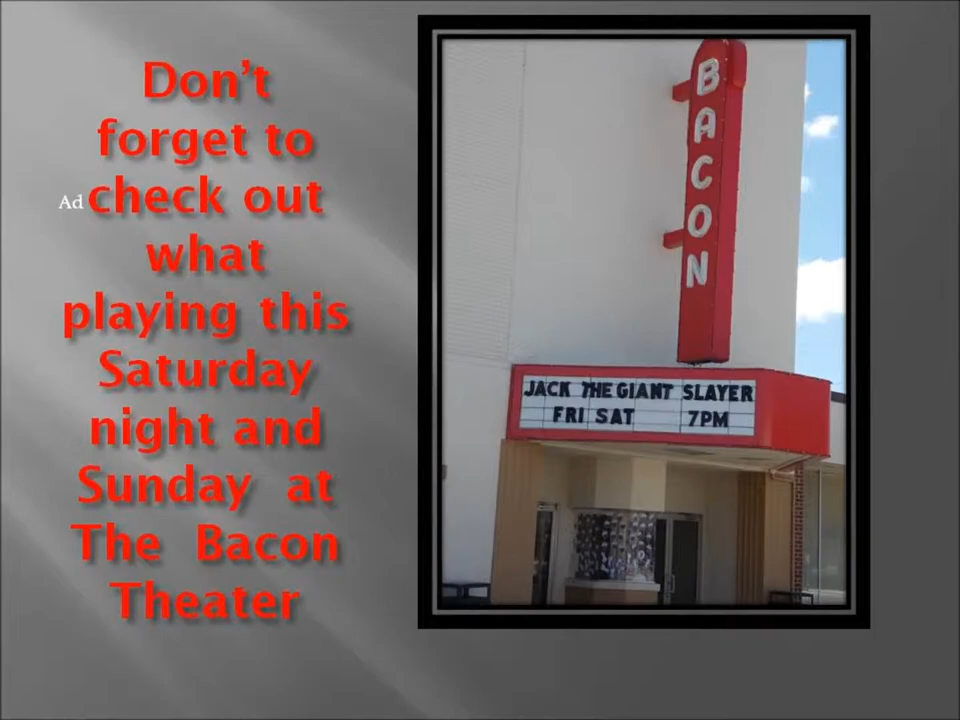 Don't
forget to
Ad
check out
what
playing this
Saturday
night and
Sunday at
The Bacon
Theater
BACON
JACK THE GIANT SLAYER
FRI SAT 7PM